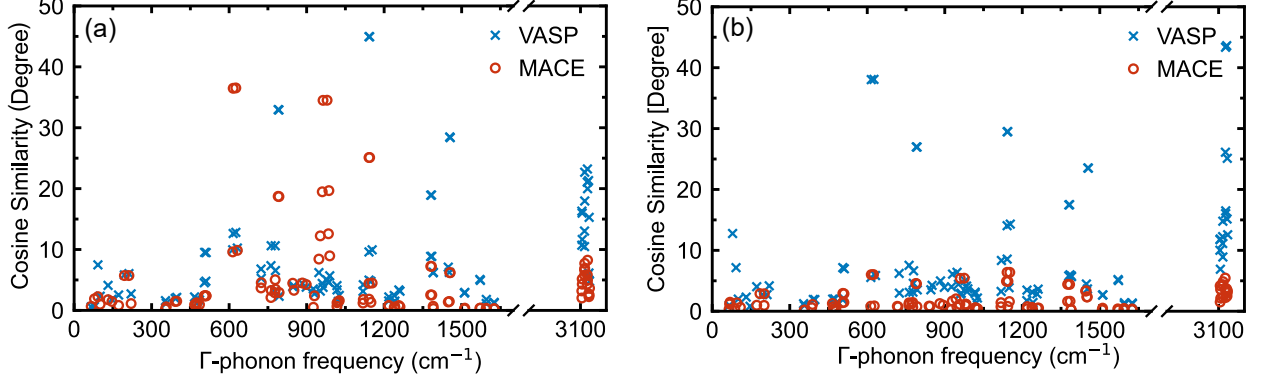 (a)
VASP
MACE
Cosine Similarity (Degree)
50
40
30
20
10
0
0 300 600 900 1200 1500 3100
Γ-phonon frequency (cm⁻¹)
(b)
VASP
MACE
Cosine Similarity [Degree]
50
40
30
20
10
0
0 300 600 900 1200 1500 3100
Γ-phonon frequency (cm⁻¹)